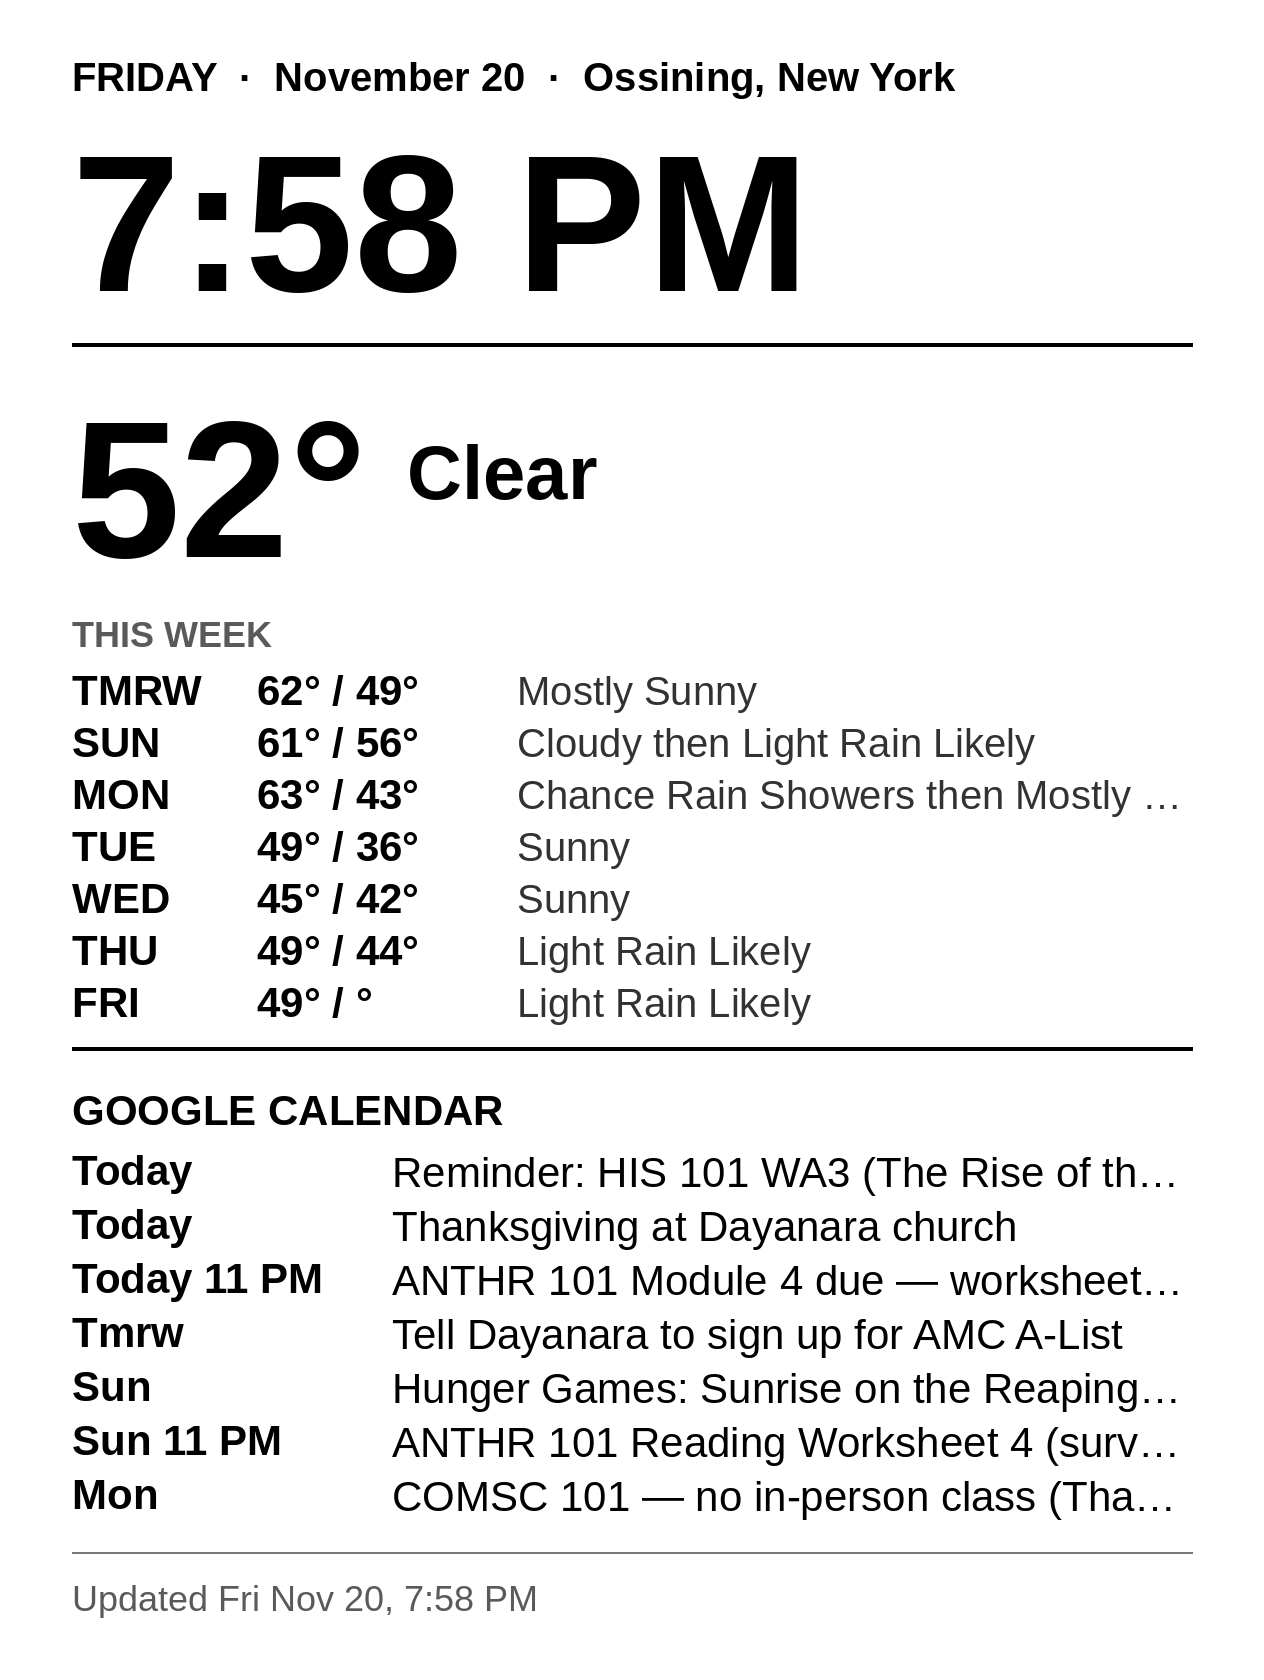 FRIDAY · November 20 · Ossining, New York
7:58 PM
52° Clear
THIS WEEK
TMRW 62° / 49° Mostly Sunny
SUN 61° / 56° Cloudy then Light Rain Likely
MON 63° / 43° Chance Rain Showers then Mostly …
TUE 49° / 36° Sunny
WED 45° / 42° Sunny
THU 49° / 44° Light Rain Likely
FRI 49° / ° Light Rain Likely
GOOGLE CALENDAR
Today Reminder: HIS 101 WA3 (The Rise of th…
Today Thanksgiving at Dayanara church
Today 11 PM ANTHR 101 Module 4 due — worksheet…
Tmrw Tell Dayanara to sign up for AMC A-List
Sun Hunger Games: Sunrise on the Reaping…
Sun 11 PM ANTHR 101 Reading Worksheet 4 (surv…
Mon COMSC 101 — no in-person class (Tha…
Updated Fri Nov 20, 7:58 PM